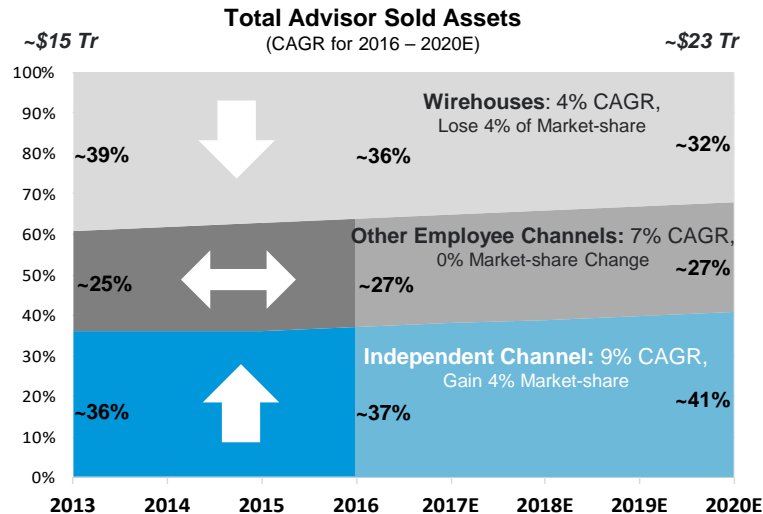 Total Advisor Sold Assets
~$15 Tr
(CAGR for 2016 – 2020E)
~$23 Tr
100%
90%
80%
70%
60%
50%
40%
30%
20%
10%
0%
Wirehouses: 4% CAGR,
Lose 4% of Market-share
~39%
~36%
~32%
Other Employee Channels: 7% CAGR,
0% Market-share Change
~25%
~27%
~27%
Independent Channel: 9% CAGR,
Gain 4% Market-share
~36%
~37%
~41%
2013 2014 2015 2016 2017E 2018E 2019E 2020E